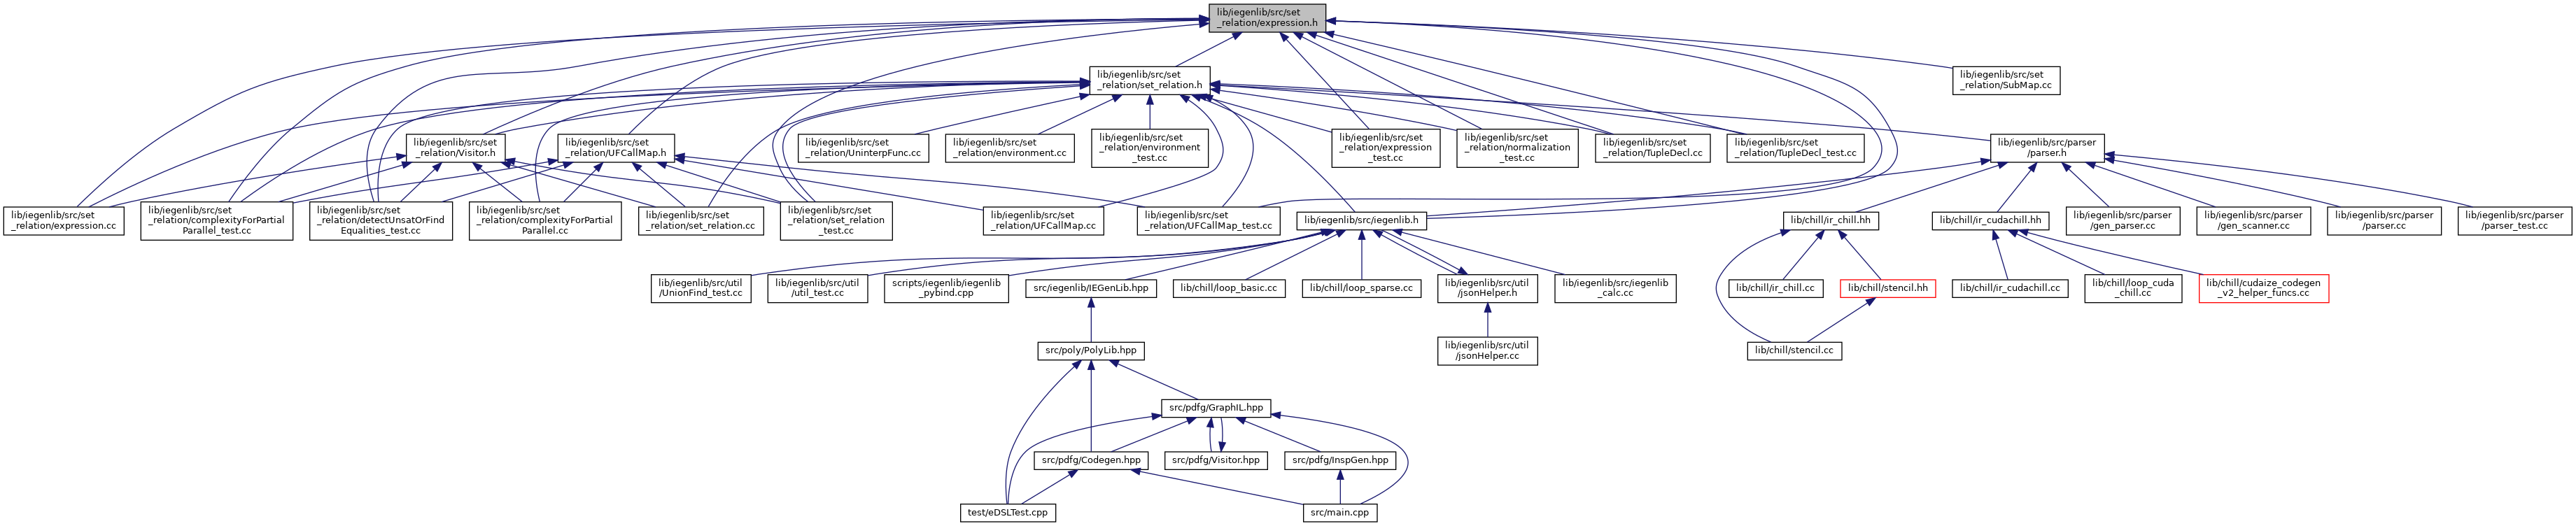 lib/iegenlib/src/set
_relation/expression.h
lib/iegenlib/src/set
_relation/set_relation.h
lib/iegenlib/src/set
_relation/SubMap.cc
lib/iegenlib/src/set
_relation/Visitor.h
lib/iegenlib/src/set
_relation/UFCallMap.h
lib/iegenlib/src/set
_relation/UninterpFunc.cc
lib/iegenlib/src/set
_relation/environment.cc
lib/iegenlib/src/set
_relation/environment
_test.cc
lib/iegenlib/src/set
_relation/expression
_test.cc
lib/iegenlib/src/set
_relation/normalization
_test.cc
lib/iegenlib/src/set
_relation/TupleDecl.cc
lib/iegenlib/src/set
_relation/TupleDecl_test.cc
lib/iegenlib/src/parser
/parser.h
lib/iegenlib/src/set
_relation/expression.cc
lib/iegenlib/src/set
_relation/complexityForPartial
Parallel_test.cc
lib/iegenlib/src/set
_relation/detectUnsatOrFind
Equalities_test.cc
lib/iegenlib/src/set
_relation/complexityForPartial
Parallel.cc
lib/iegenlib/src/set
_relation/set_relation.cc
lib/iegenlib/src/set
_relation/set_relation
_test.cc
lib/iegenlib/src/set
_relation/UFCallMap.cc
lib/iegenlib/src/set
_relation/UFCallMap_test.cc
lib/iegenlib/src/iegenlib.h
lib/chill/ir_chill.hh
lib/chill/ir_cudachill.hh
lib/iegenlib/src/parser
/gen_parser.cc
lib/iegenlib/src/parser
/gen_scanner.cc
lib/iegenlib/src/parser
/parser.cc
lib/iegenlib/src/parser
/parser_test.cc
lib/iegenlib/src/util
/UnionFind_test.cc
lib/iegenlib/src/util
/util_test.cc
scripts/iegenlib/iegenlib
_pybind.cpp
src/iegenlib/IEGenLib.hpp
lib/chill/loop_basic.cc
lib/chill/loop_sparse.cc
lib/iegenlib/src/util
/jsonHelper.h
lib/iegenlib/src/iegenlib
_calc.cc
lib/chill/ir_chill.cc
lib/chill/stencil.hh
lib/chill/ir_cudachill.cc
lib/chill/loop_cuda
_chill.cc
lib/chill/cudaize_codegen
_v2_helper_funcs.cc
src/poly/PolyLib.hpp
lib/iegenlib/src/util
/jsonHelper.cc
lib/chill/stencil.cc
src/pdfg/GraphIL.hpp
src/pdfg/Codegen.hpp
src/pdfg/Visitor.hpp
src/pdfg/InspGen.hpp
test/eDSLTest.cpp
src/main.cpp